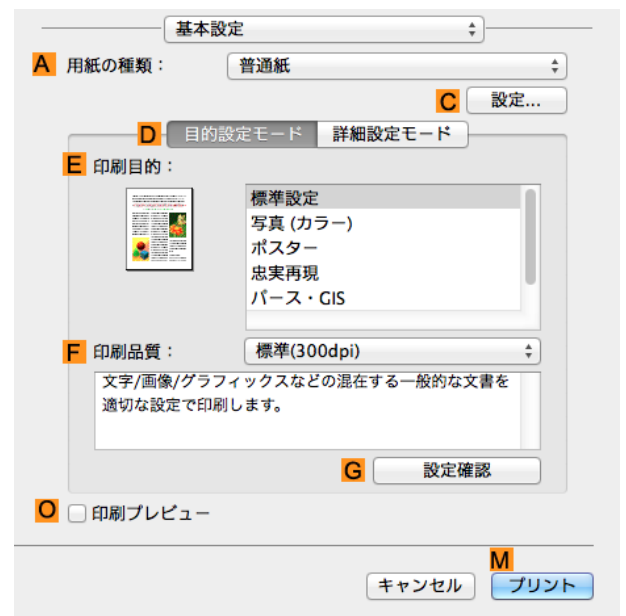 基本設定
A 用紙の種類： 普通紙
C 設定...
D 目的設定モード 詳細設定モード
E 印刷目的：
標準設定
写真 (カラー)
ポスター
忠実再現
パース・GIS
F 印刷品質： 標準(300dpi)
文字/画像/グラフィックスなどの混在する一般的な文書を
適切な設定で印刷します。
G 設定確認
O 印刷プレビュー
M
キャンセル プリント